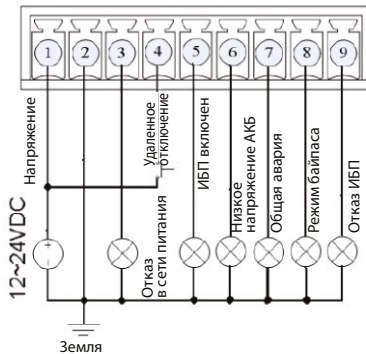 1 2 3 4 5 6 7 8 9
Напряжение
Удаленное
отключение
ИБП включен
Низкое
напряжение АКБ
Общая авария
Режим байпаса
Отказ ИБП
12~24VDC
+
Отказ
в сети питания
Земля